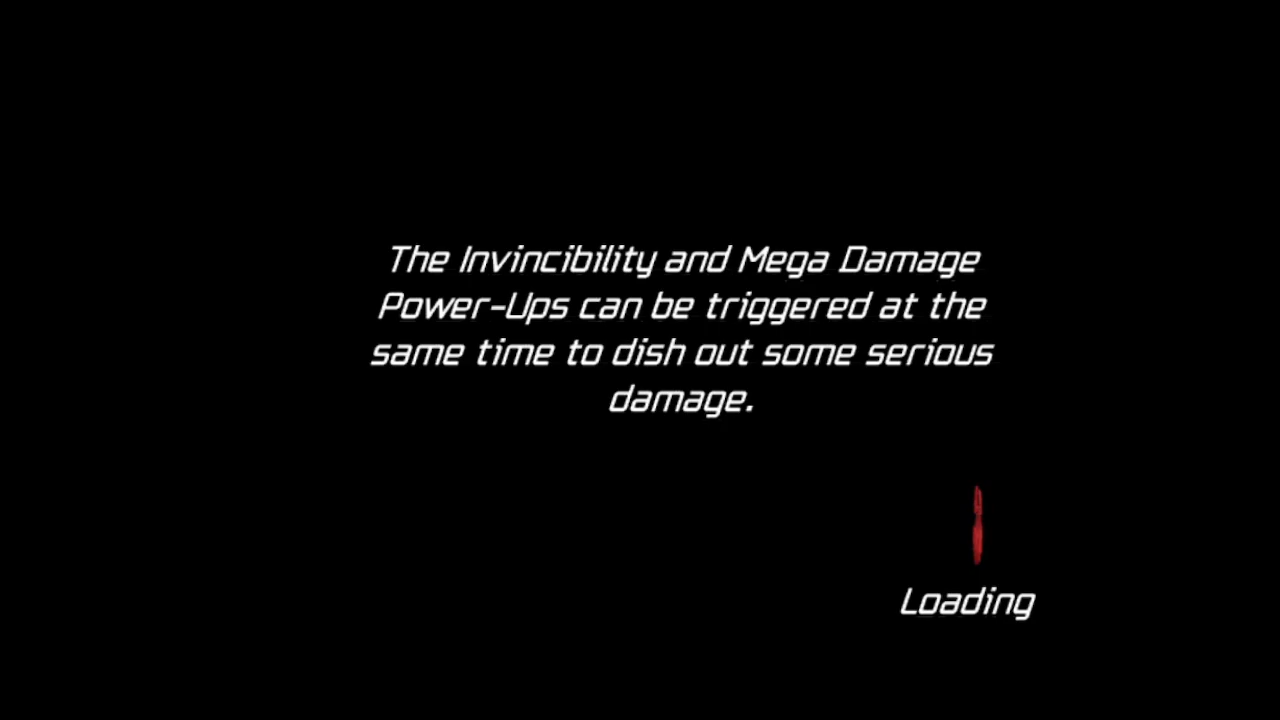 The Invincibility and Mega Damage
Power-Ups can be triggered at the
same time to dish out some serious
damage.
Loading